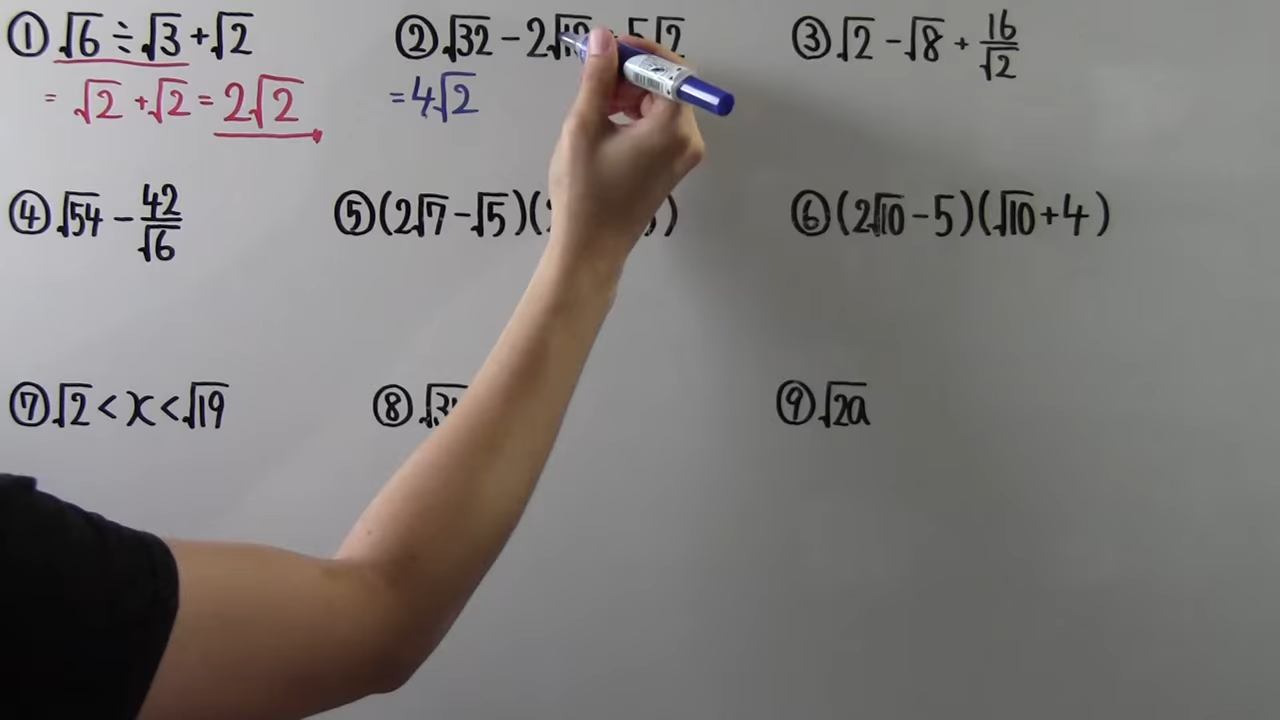 ① √6 ÷ √3 + √2
= √2 + √2 = 2√2
② √32 − 2√ 5√2
= 4√2
③ √2 − √8 + 16/√2
④ √54 − 42/√6
⑤ (2√7 − √5)( )
⑥ (2√10 − 5)(√10 + 4)
⑦ √2 < x < √19
⑧
⑨ √2a